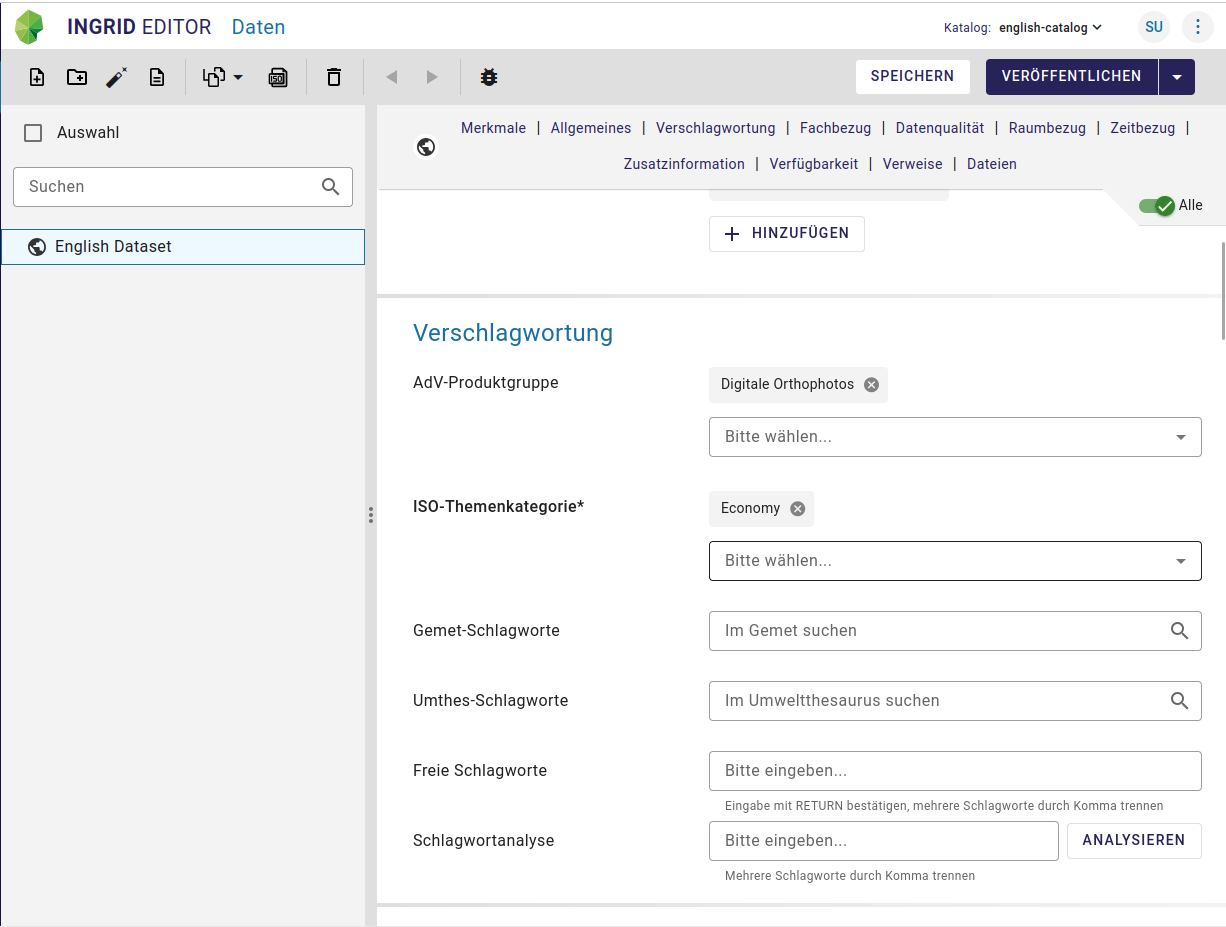 INGRID EDITOR Daten
Katalog: english-catalog
SU
ISO
SPEICHERN
VERÖFFENTLICHEN
Auswahl
Suchen
English Dataset
Merkmale | Allgemeines | Verschlagwortung | Fachbezug | Datenqualität | Raumbezug | Zeitbezug |
Zusatzinformation | Verfügbarkeit | Verweise | Dateien
Alle
HINZUFÜGEN
Verschlagwortung
AdV-Produktgruppe
Digitale Orthophotos
Bitte wählen...
ISO-Themenkategorie*
Economy
Bitte wählen...
Gemet-Schlagworte
Im Gemet suchen
Umthes-Schlagworte
Im Umweltthesaurus suchen
Freie Schlagworte
Bitte eingeben...
Eingabe mit RETURN bestätigen, mehrere Schlagworte durch Komma trennen
Schlagwortanalyse
Bitte eingeben...
ANALYSIEREN
Mehrere Schlagworte durch Komma trennen